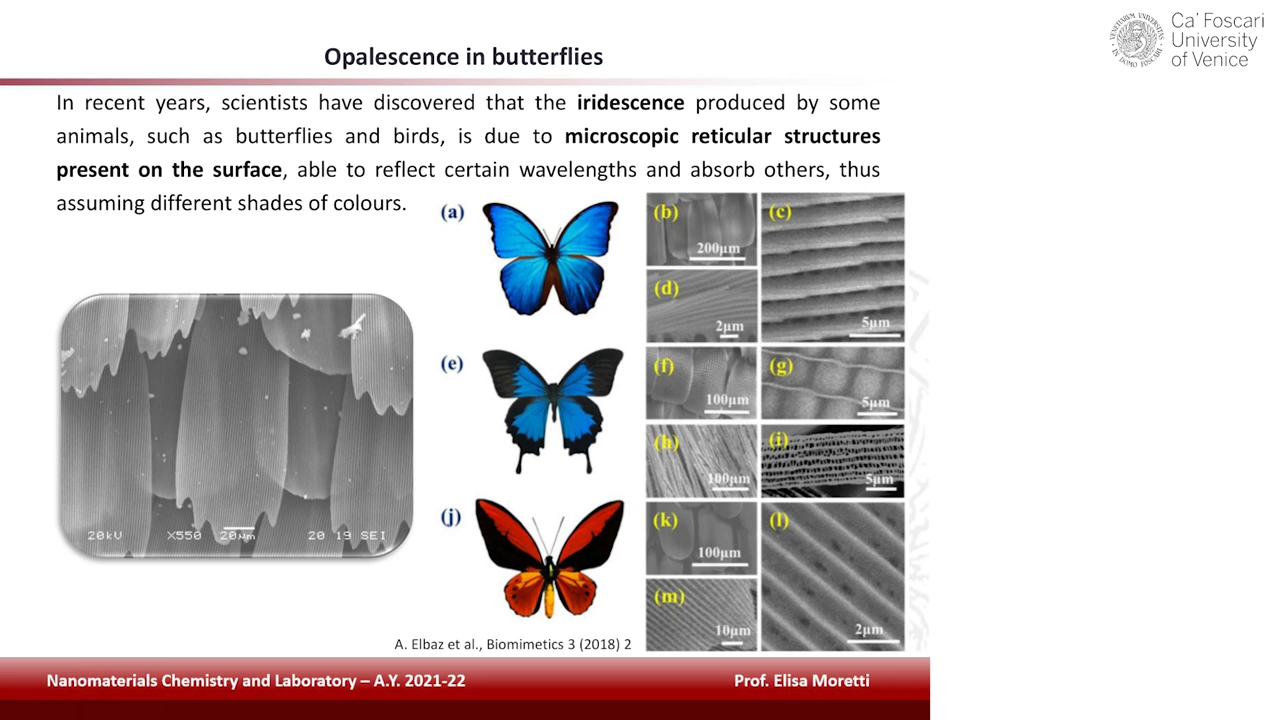 Ca' Foscari
University
of Venice
Opalescence in butterflies
In recent years, scientists have discovered that the iridescence produced by some
animals, such as butterflies and birds, is due to microscopic reticular structures
present on the surface, able to reflect certain wavelengths and absorb others, thus
assuming different shades of colours.
(a)
(b)
200μm
(c)
5μm
(d)
2μm
(e)
(f)
100μm
(g)
5μm
(h)
100μm
(i)
5μm
(j)
(k)
100μm
(l)
2μm
(m)
10μm
20kU X550 20μm 20 19 SEI
A. Elbaz et al., Biomimetics 3 (2018) 2
Nanomaterials Chemistry and Laboratory – A.Y. 2021-22
Prof. Elisa Moretti